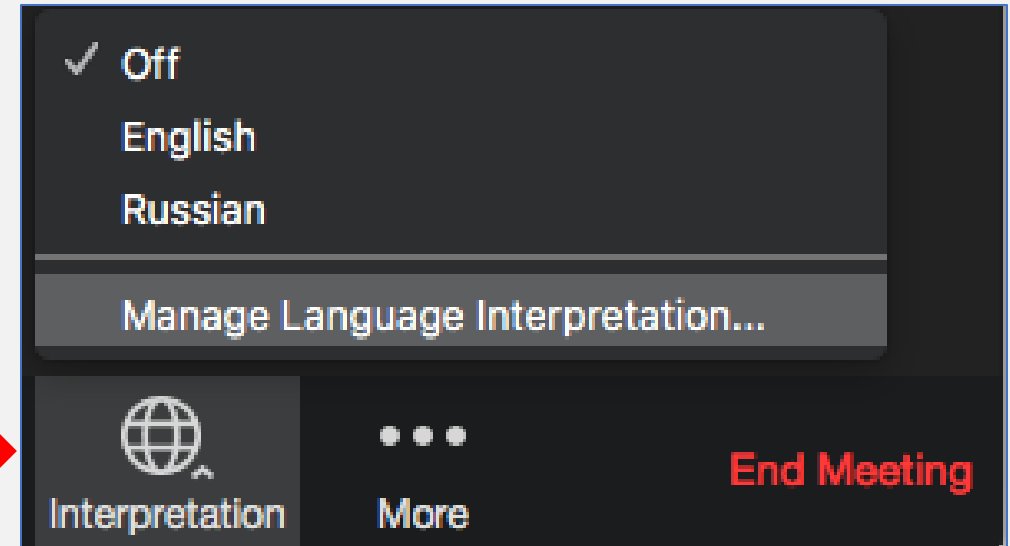 Off
English
Russian
Manage Language Interpretation...
Interpretation
More
End Meeting